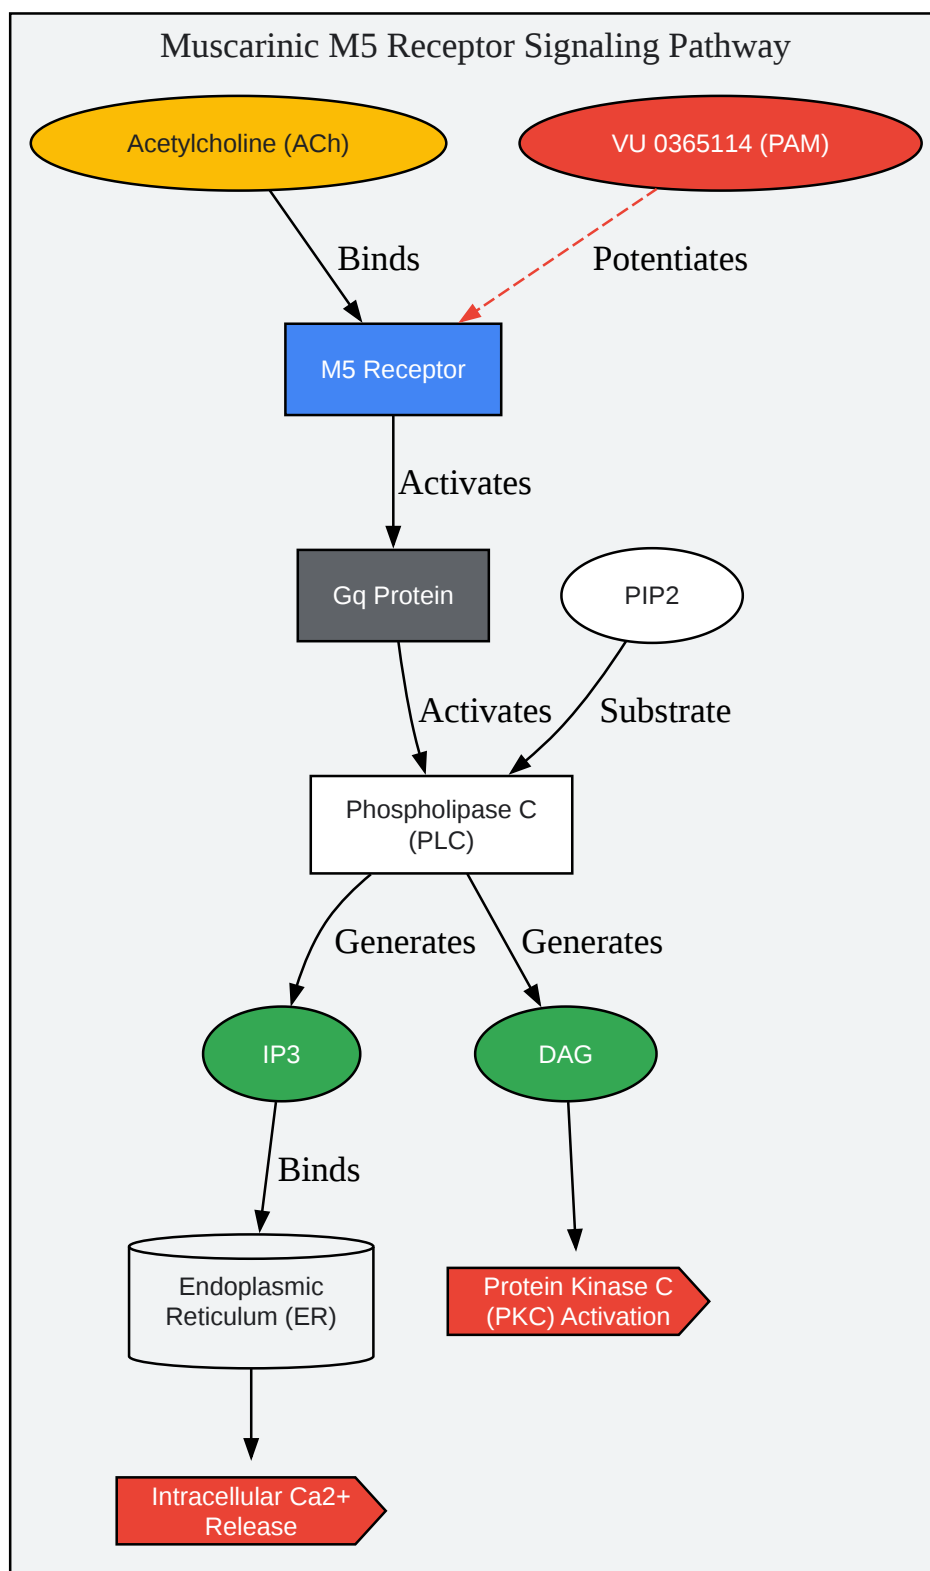 Muscarinic M5 Receptor Signaling Pathway
Acetylcholine (ACh)
VU 0365114 (PAM)
Binds
Potentiates
M5 Receptor
Activates
Gq Protein
PIP2
Activates
Substrate
Phospholipase C
(PLC)
Generates
Generates
IP3
DAG
Binds
Endoplasmic
Reticulum (ER)
Protein Kinase C
(PKC) Activation
Intracellular Ca2+
Release